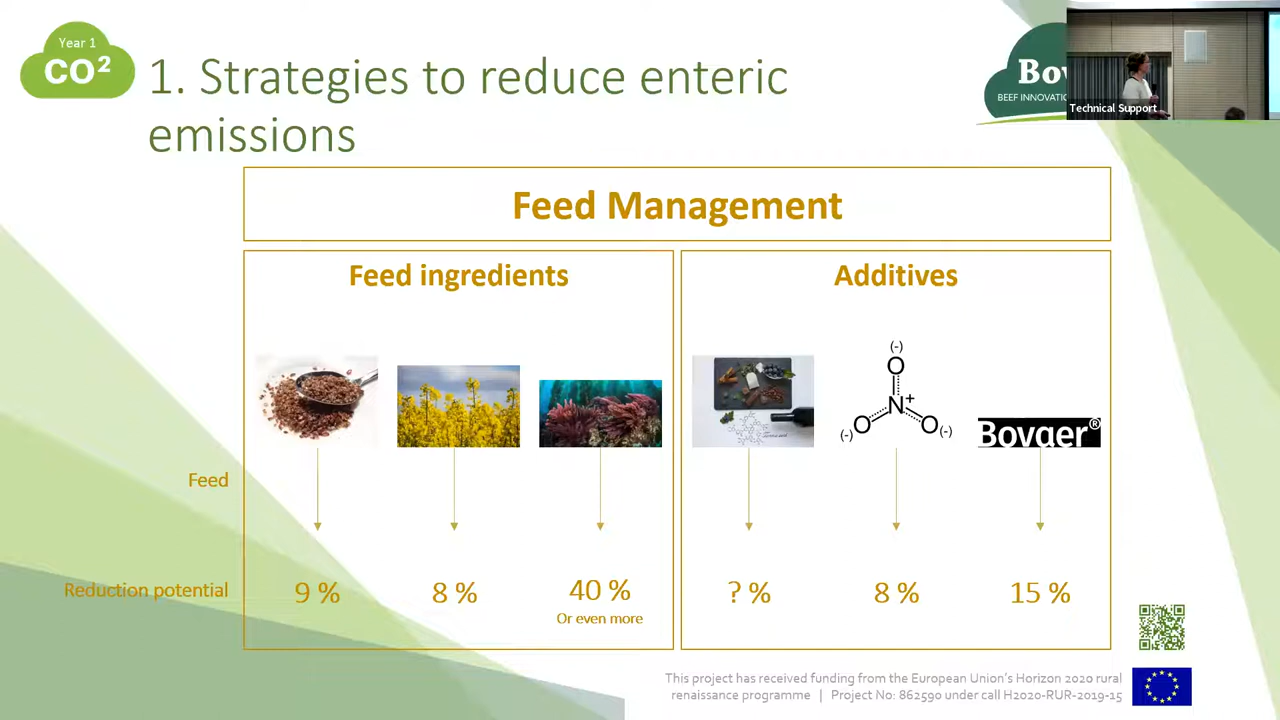 Year 1
CO²
1. Strategies to reduce enteric
emissions
BEEF INNOVATIO
Technical Support
Feed Management
Feed ingredients
Additives
(-)
O
N+
O
O
(-)
(-)
Bovaer®
Feed
Reduction potential
9 %
8 %
40 %
Or even more
? %
8 %
15 %
This project has received funding from the European Union's Horizon 2020 rural
renaissance programme | Project No: 862590 under call H2020-RUR-2019-15